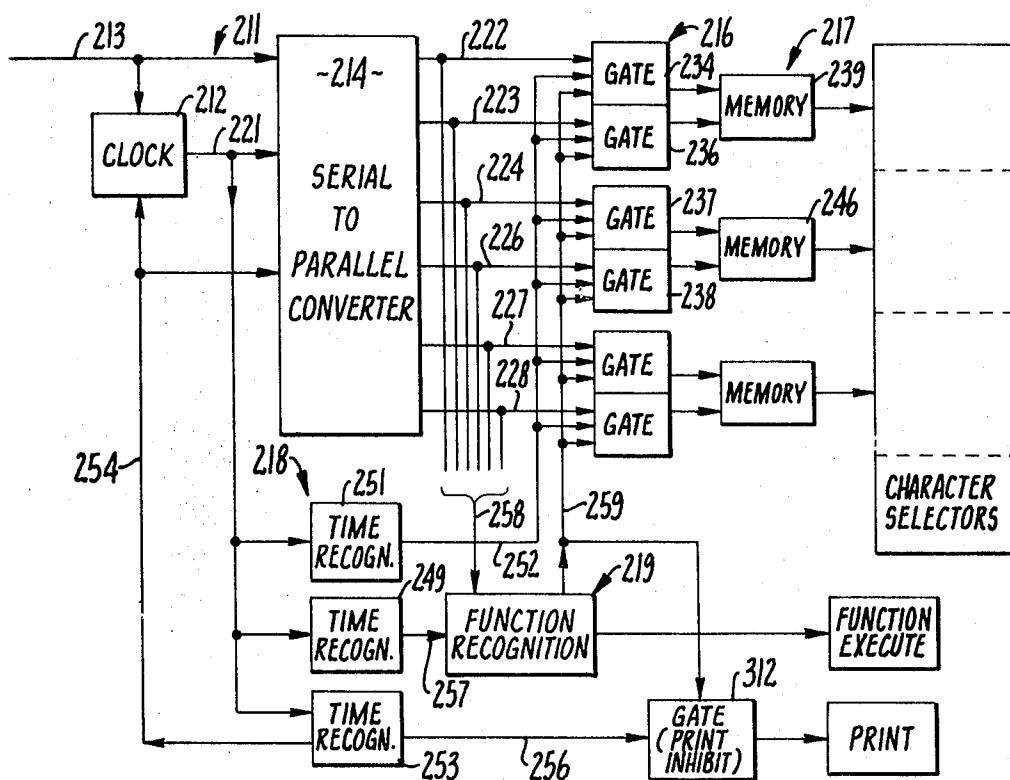 213
211
222
216
217
~214~
234
239
GATE
212
223
MEMORY
221
CLOCK
GATE
236
SERIAL
TO
PARALLEL
CONVERTER
224
237
246
GATE
226
MEMORY
GATE
238
227
GATE
228
MEMORY
GATE
254
218
251
258
259
CHARACTER
SELECTORS
TIME
RECOGN.
252
219
249
TIME
RECOGN.
257
FUNCTION
RECOGNITION
FUNCTION
EXECUTE
312
TIME
RECOGN.
253
256
GATE
(PRINT
INHIBIT)
PRINT